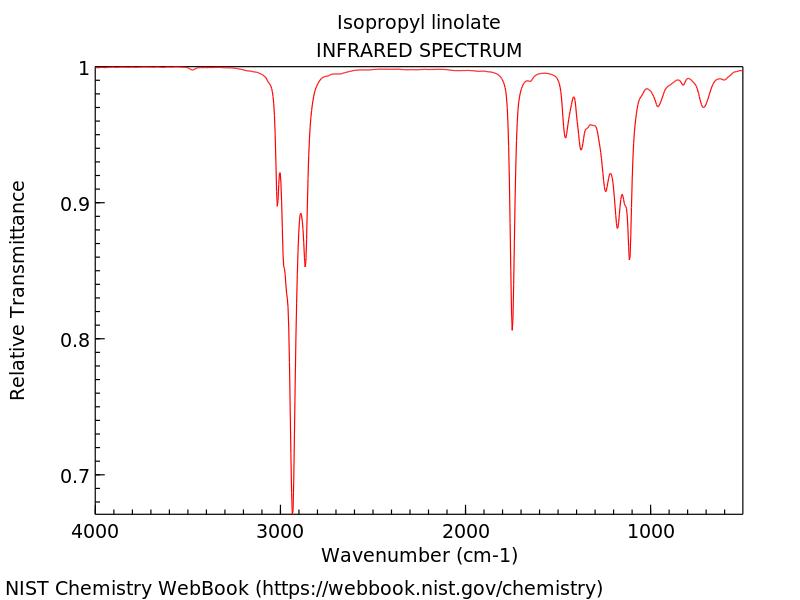 Isopropyl linolate
INFRARED SPECTRUM
1
0.9
0.8
0.7
Relative Transmittance
4000 3000 2000 1000
Wavenumber (cm-1)
NIST Chemistry WebBook (https://webbook.nist.gov/chemistry)